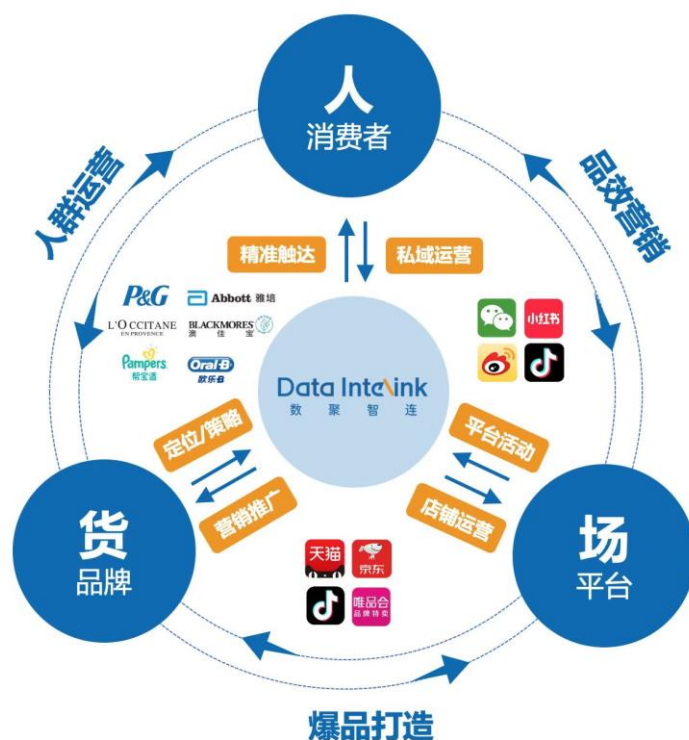 人
消费者
人群运营
品效营销
精准触达
私域运营
P&G
Abbott 雅培
L'OCCITANE
EN PROVENCE
BLACKMORES
澳佳宝
Pampers
帮宝适
Oral-B
欧乐B
小红书
Data Intelink
数聚智连
定位/策略
营销推广
平台活动
店铺运营
货
品牌
场
平台
天猫
京东
唯品会
品牌特卖
爆品打造